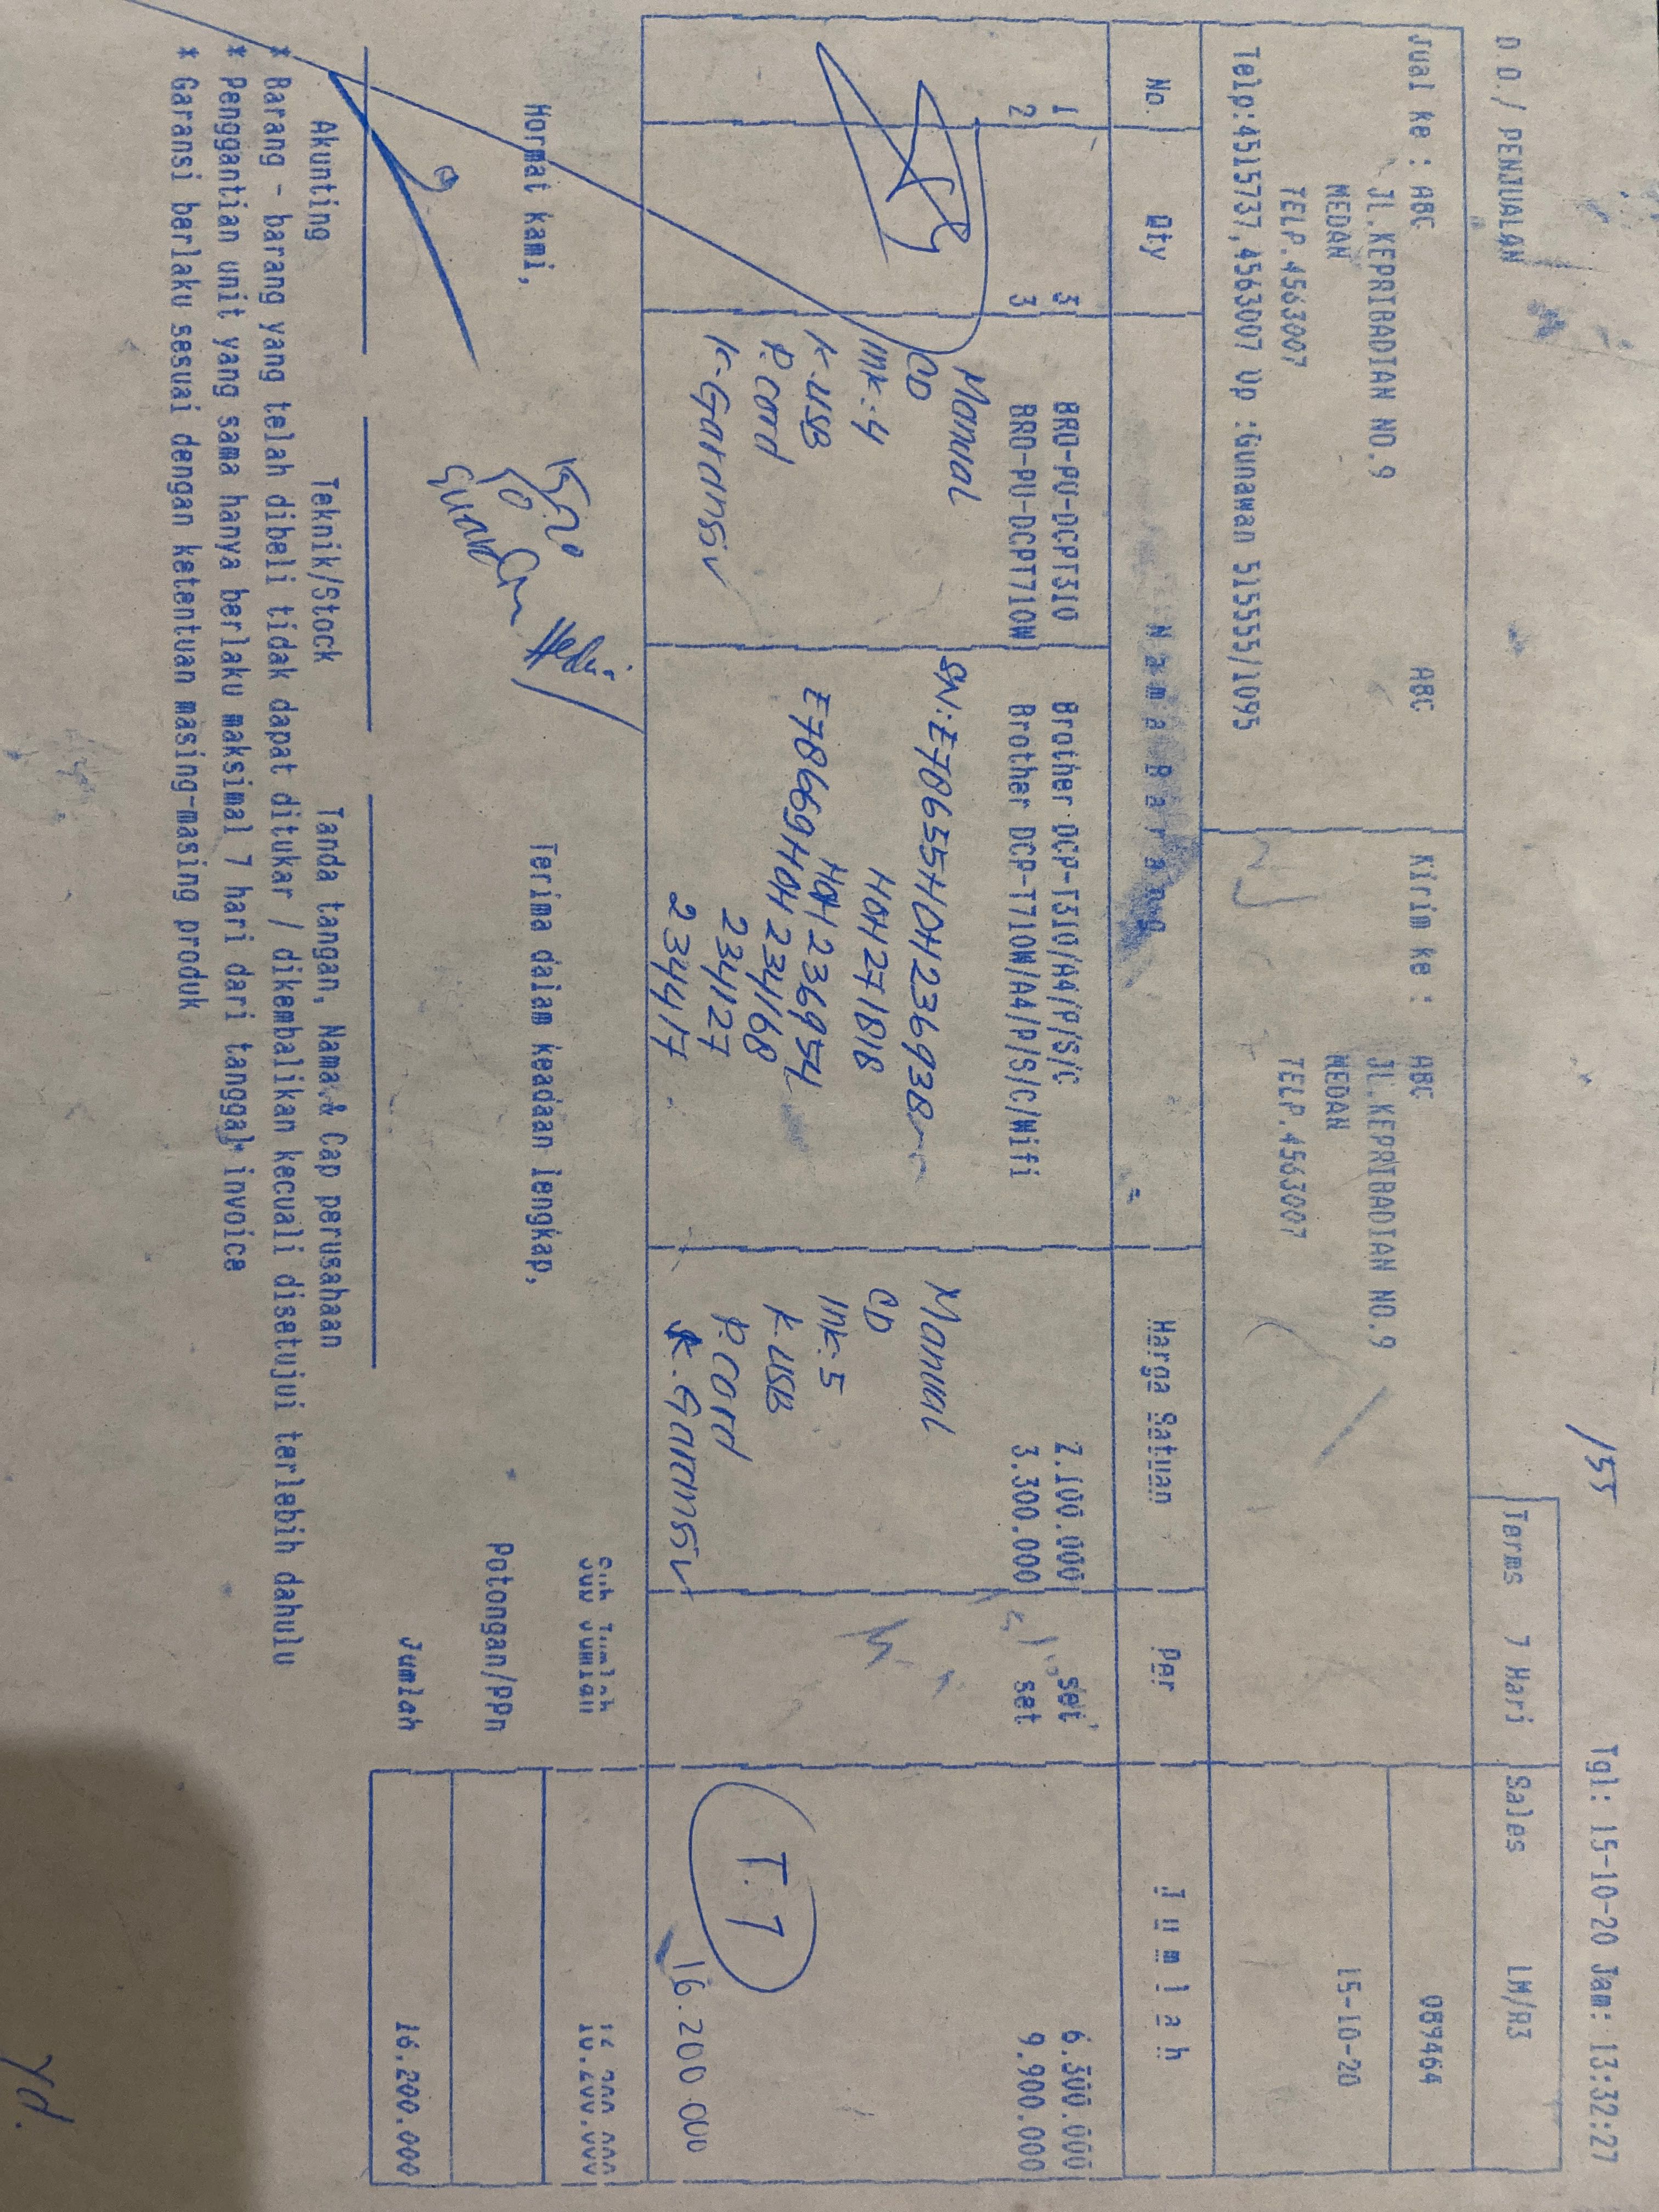 /55
Tgl: 15-10-20 Jam: 13:32:27
D O / PENJUALAN
Terms 7 Hari Sales LM/R3
Jual ke : ABC ABC Kirim ke : ABC
JL.KEPRIBADIAN NO.9 JL.KEPRIBADIAN NO.9
MEDAN MEDAN 15-10-20
TELP.4563007 TELP.4563007
Telp:4515737,4563007 Up :Gunawan 515555/1095
No. Qty Nama Barang Harga Satuan Per Jumlah
1 3 BRO-PU-DCPT310 Brother DCP-T310/A4/P/S/C 2.100.000 set 6.300.000
2 3 BRO-PU-DCPT710W Brother DCP-T710W/A4/P/S/C/Wifi 3.300.000 set 9.900.000
Manual SN:E78655H0H236938 Manual
CD H0H271818 CD
Ink:4 H0H236954 Ink:5
K.USB E78669H0H234168 K.USB
P.Cord 234127 P.Cord T.1
K.Garansi 234417 K.Garansi 16.200.000
Sub Jumlah 16.200.000
Hormat kami, Terima dalam keadaan lengkap,
Potongan/PPn
Hedi
Jumlah 16.200.000
Akunting Teknik/Stock Tanda tangan, Nama & Cap perusahaan
* Barang - barang yang telah dibeli tidak dapat ditukar / dikembalikan kecuali disetujui terlebih dahulu
* Penggantian unit yang sama hanya berlaku maksimal 7 hari dari tanggal invoice
* Garansi berlaku sesuai dengan ketentuan masing-masing produk